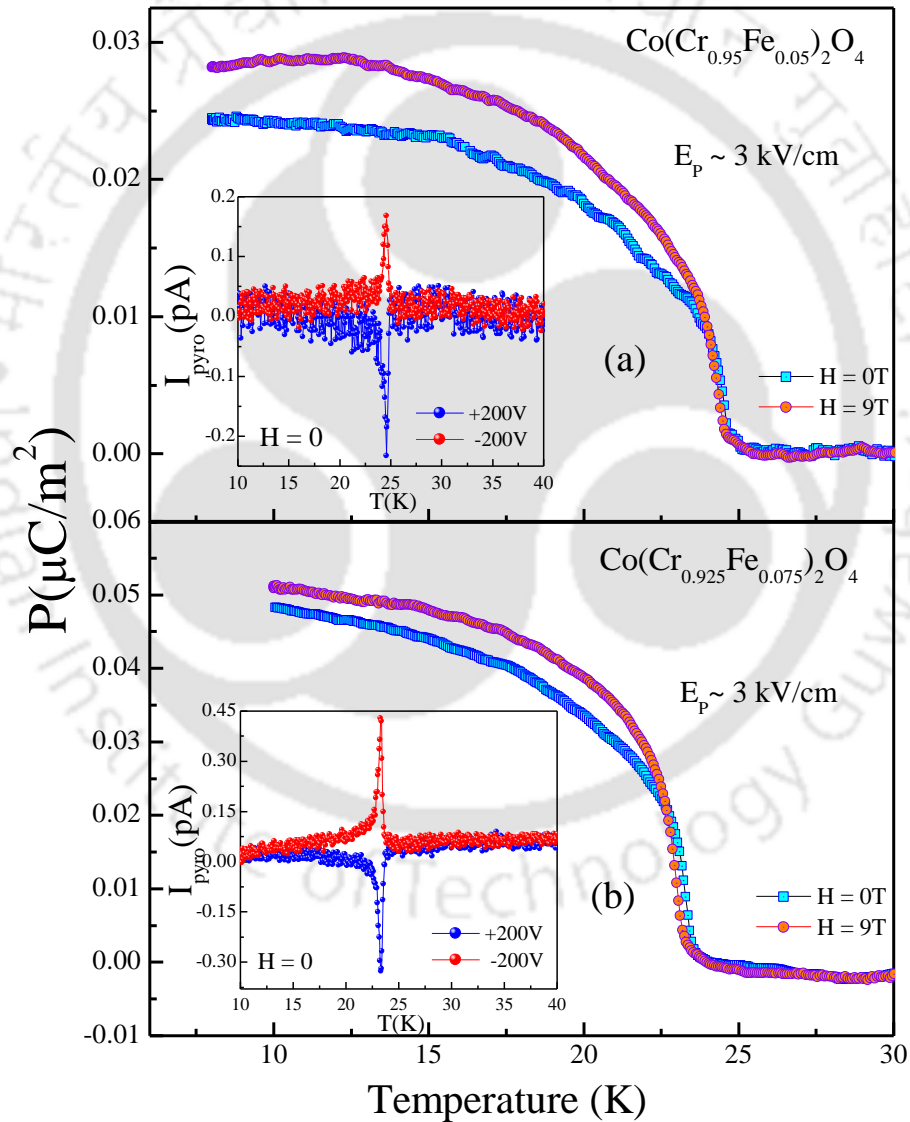 P(μC/m²)
0.03
0.02
0.01
0.00
Co(Cr₀.₉₅Fe₀.₀₅)₂O₄
E_P ~ 3 kV/cm
(a)
H = 0T
H = 9T
I_pyro(pA)
0.2
0.1
0.0
-0.1
-0.2
H = 0
+200V
-200V
10 15 20 25 30 35 40
T(K)
0.06
0.05
0.04
0.03
0.02
0.01
0.00
-0.01
Co(Cr₀.₉₂₅Fe₀.₀₇₅)₂O₄
E_P ~ 3 kV/cm
(b)
H = 0T
H = 9T
I_pyro(pA)
0.45
0.30
0.15
0.00
-0.15
-0.30
H = 0
+200V
-200V
10 15 20 25 30 35 40
T(K)
10 15 20 25 30
Temperature (K)
of Technology Guw